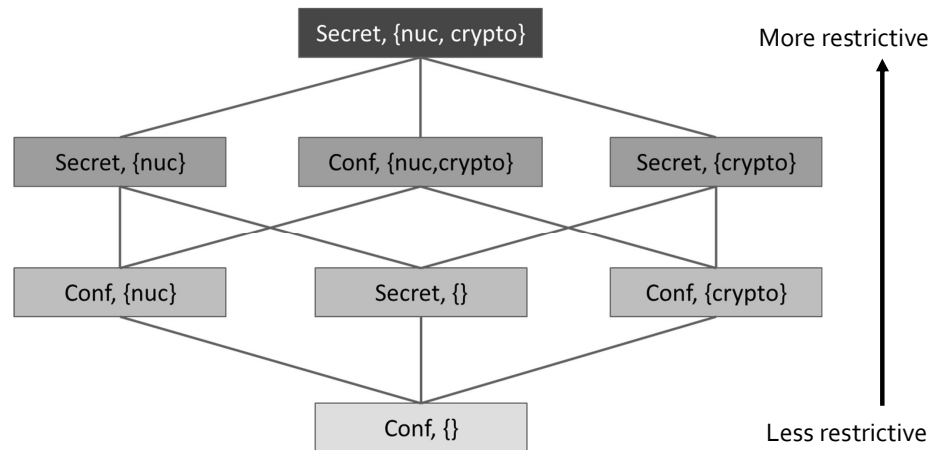 Secret, {nuc, crypto}
More restrictive
Secret, {nuc}
Conf, {nuc,crypto}
Secret, {crypto}
Conf, {nuc}
Secret, {}
Conf, {crypto}
Conf, {}
Less restrictive